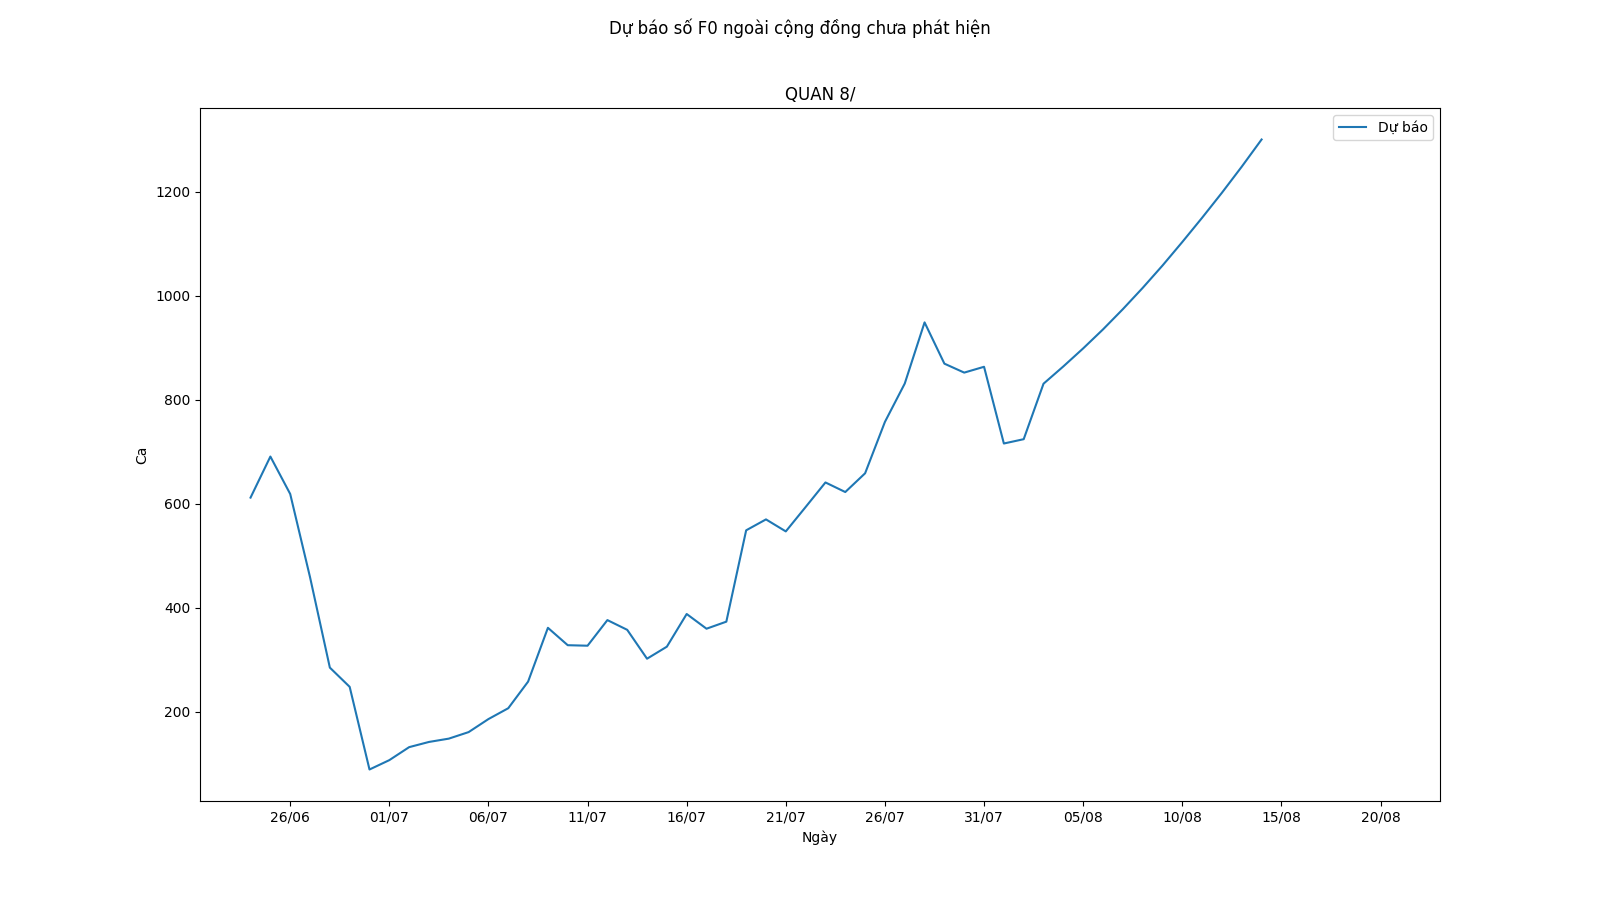 Dự báo số F0 ngoài cộng đồng chưa phát hiện
QUAN 8/
Dự báo
1200
1000
800
600
400
200
Ca
26/06 01/07 06/07 11/07 16/07 21/07 26/07 31/07 05/08 10/08 15/08 20/08
Ngày